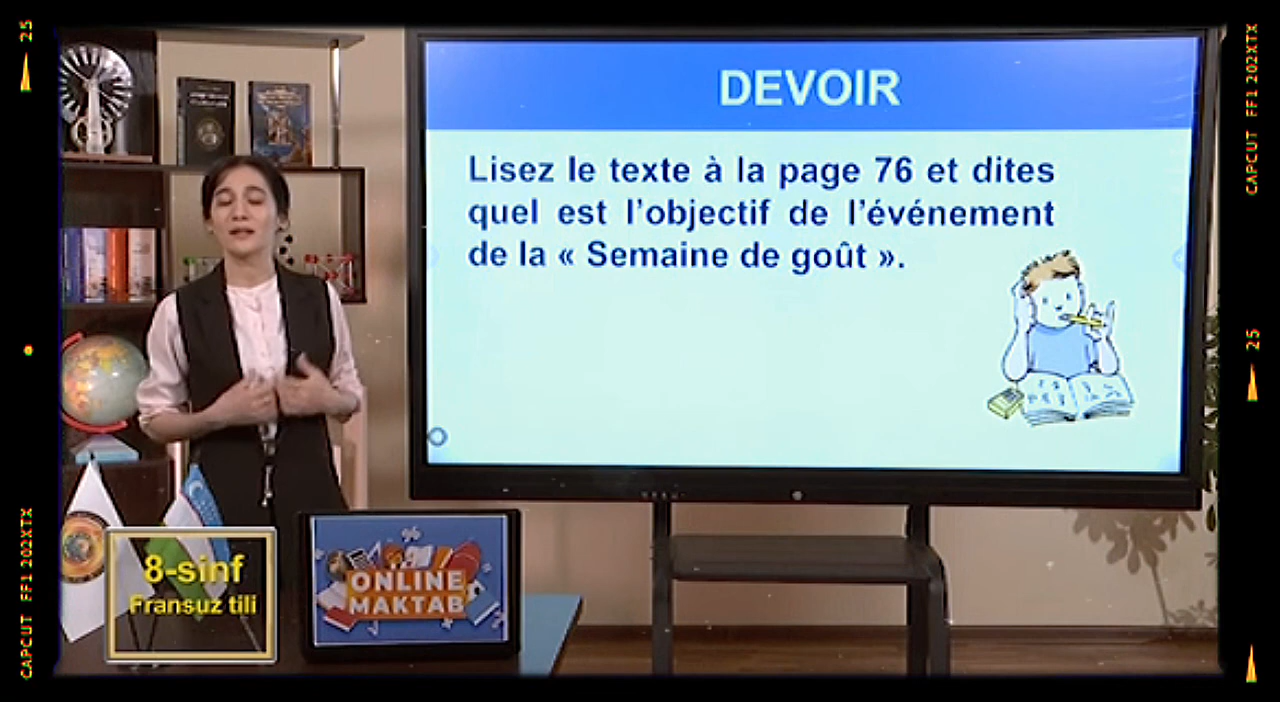 DEVOIR
Lisez le texte à la page 76 et dites
quel est l'objectif de l'événement
de la « Semaine de goût ».
8-sinf
Fransuz tili
ONLINE
MAKTAB
25
CAPCUT FF1 202XTX
CAPCUT FF1 202XTX
25